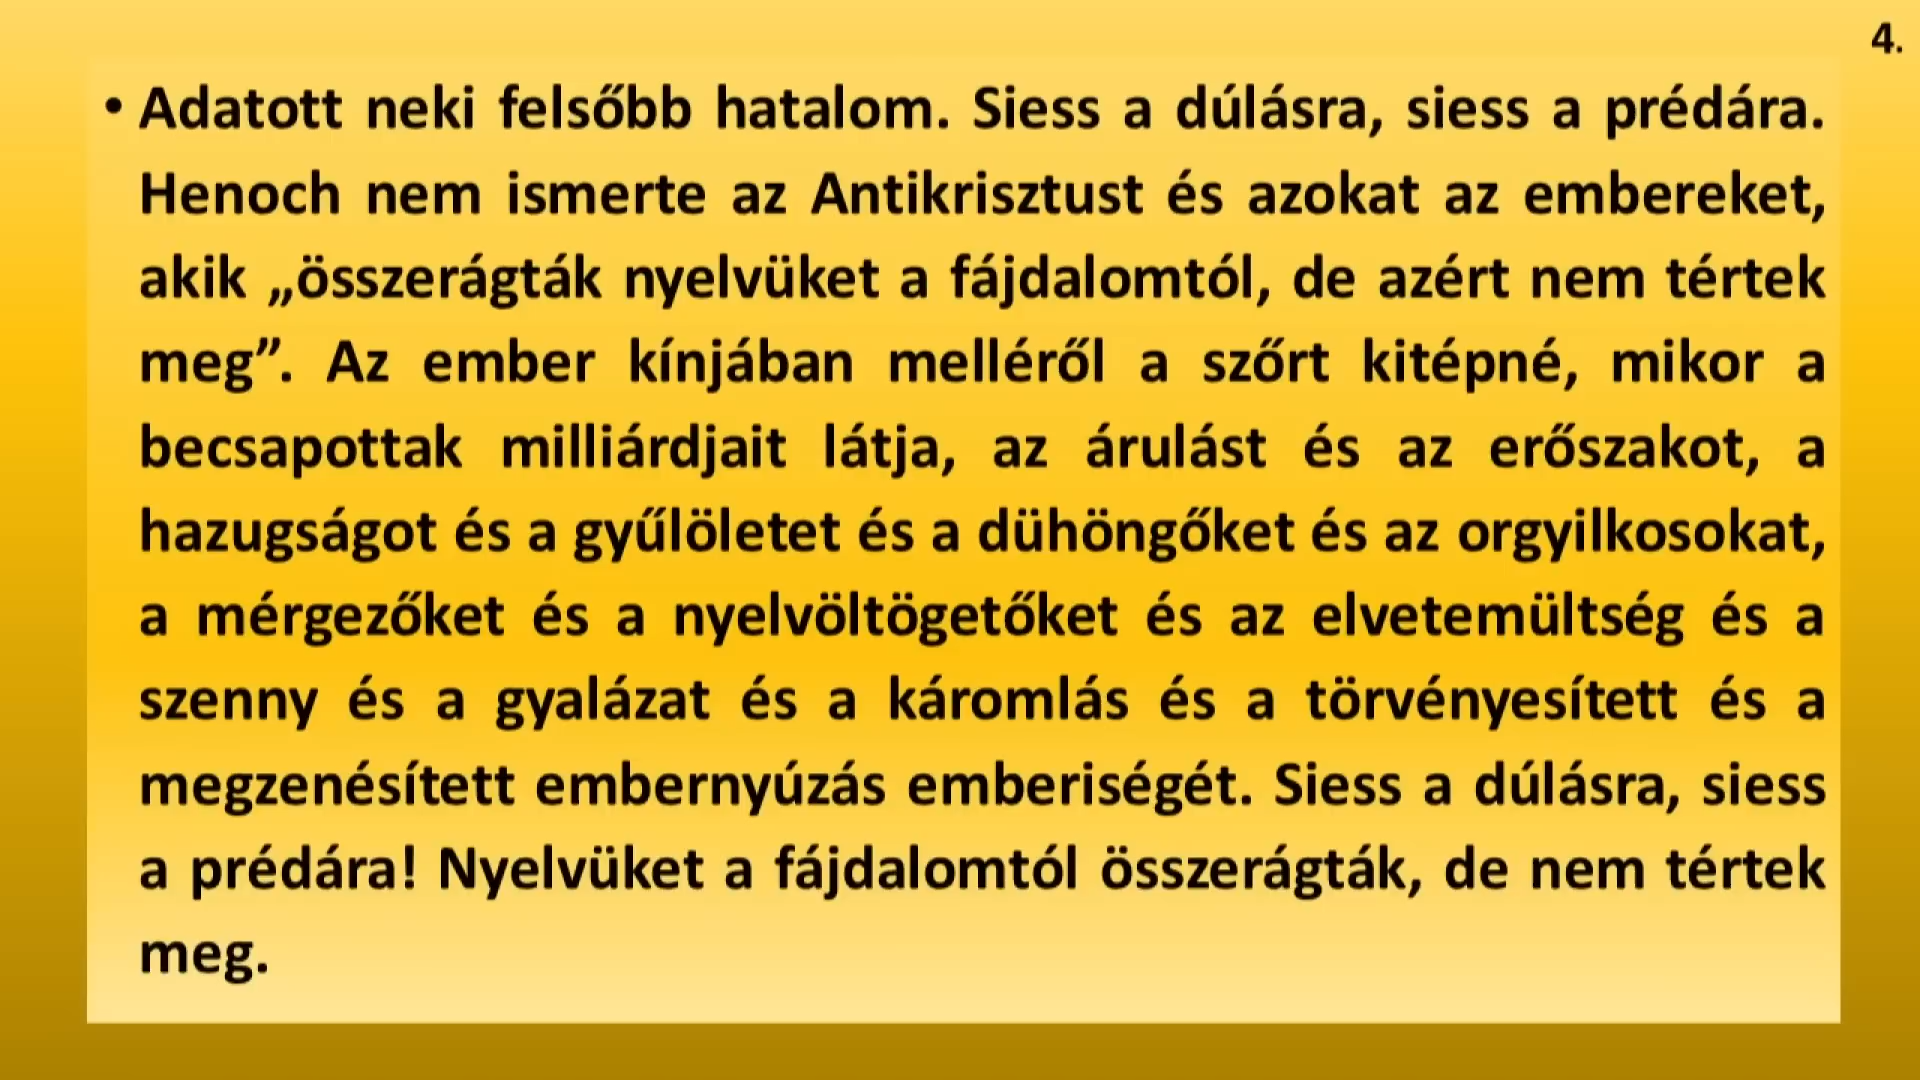 4.
• Adatott neki felsőbb hatalom. Siess a dúlásra, siess a prédára.
Henoch nem ismerte az Antikrisztust és azokat az embereket,
akik „összerágták nyelvüket a fájdalomtól, de azért nem tértek
meg”. Az ember kínjában melléről a szőrt kitépné, mikor a
becsapottak milliárdjait látja, az árulást és az erőszakot, a
hazugságot és a gyűlöletet és a dühöngőket és az orgyilkosokat,
a mérgezőket és a nyelvöltögetőket és az elvetemültség és a
szenny és a gyalázat és a káromlás és a törvényesített és a
megzenésített embernyúzás emberiségét. Siess a dúlásra, siess
a prédára! Nyelvüket a fájdalomtól összerágták, de nem tértek
meg.